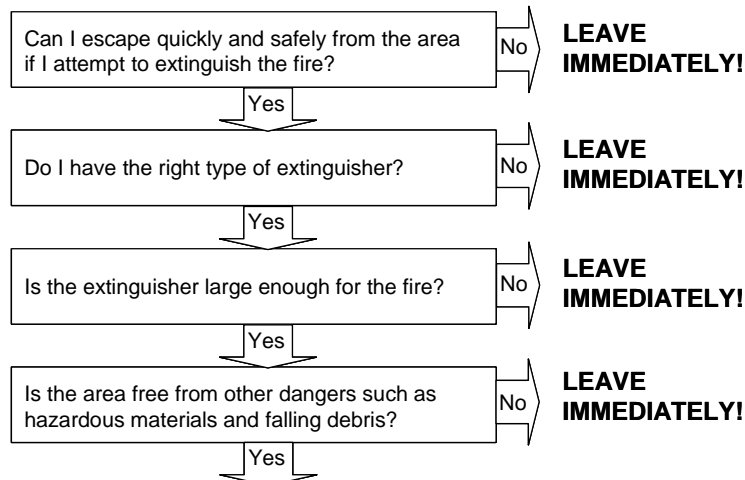 Can I escape quickly and safely from the area
if I attempt to extinguish the fire?
No
LEAVE
IMMEDIATELY!
Yes
Do I have the right type of extinguisher?
No
LEAVE
IMMEDIATELY!
Yes
Is the extinguisher large enough for the fire?
No
LEAVE
IMMEDIATELY!
Yes
Is the area free from other dangers such as
hazardous materials and falling debris?
No
LEAVE
IMMEDIATELY!
Yes